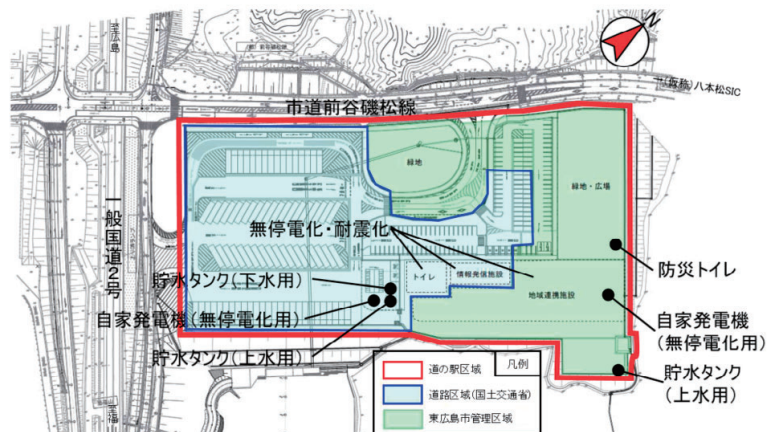 至広島
市道前谷磯松線
N
(仮称)八本松SIC
緑地
緑地・広場
一般国道2号
無停電化・耐震化
トイレ
情報発信施設
地域連携施設
防災トイレ
貯水タンク(下水用)
自家発電機(無停電化用)
貯水タンク(上水用)
自家発電機
(無停電化用)
貯水タンク
(上水用)
凡例
道の駅区域
道路区域(国土交通省)
東広島市管理区域
至福